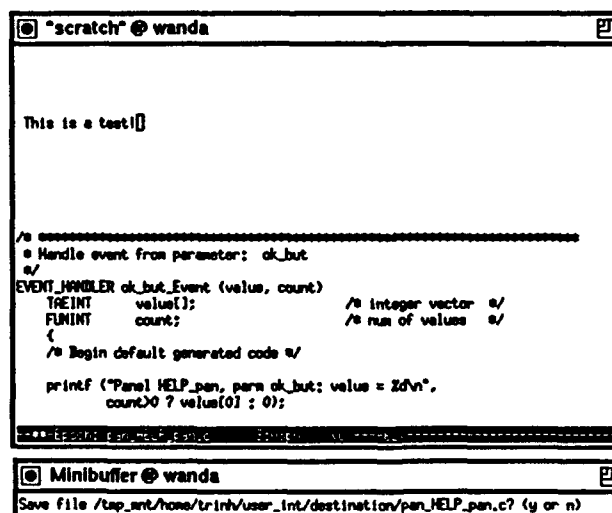 "scratch" @ wanda
This is a test!
/* ************************************************************
* Handle event from parameter: ok_but
*/
EVENT_HANDLER ok_but_Event (value, count)
TAEINT value[]; /* integer vector */
FUNINT count; /* num of values */
{
/* Begin default generated code */
printf ("Panel HELP_pan, parm ok_but: value = %d\n",
count>0 ? value[0] : 0);
Epoch: pan_HELP_pan.c
Minibuffer @ wanda
Save file /tmp_mnt/home/trinh/user_int/destination/pan_HELP_pan.c? (y or n)